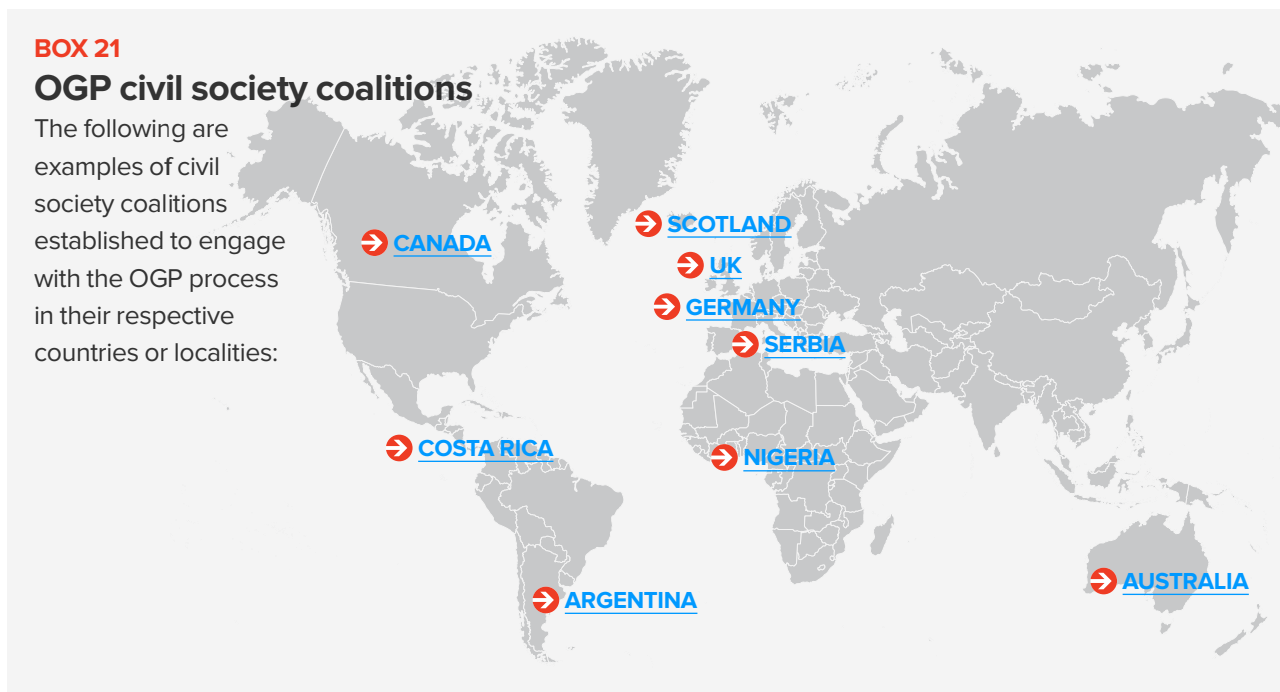 BOX 21
OGP civil society coalitions
The following are
examples of civil
society coalitions
established to engage
with the OGP process
in their respective
countries or localities:
SCOTLAND
CANADA
UK
GERMANY
SERBIA
COSTA RICA
NIGERIA
AUSTRALIA
ARGENTINA